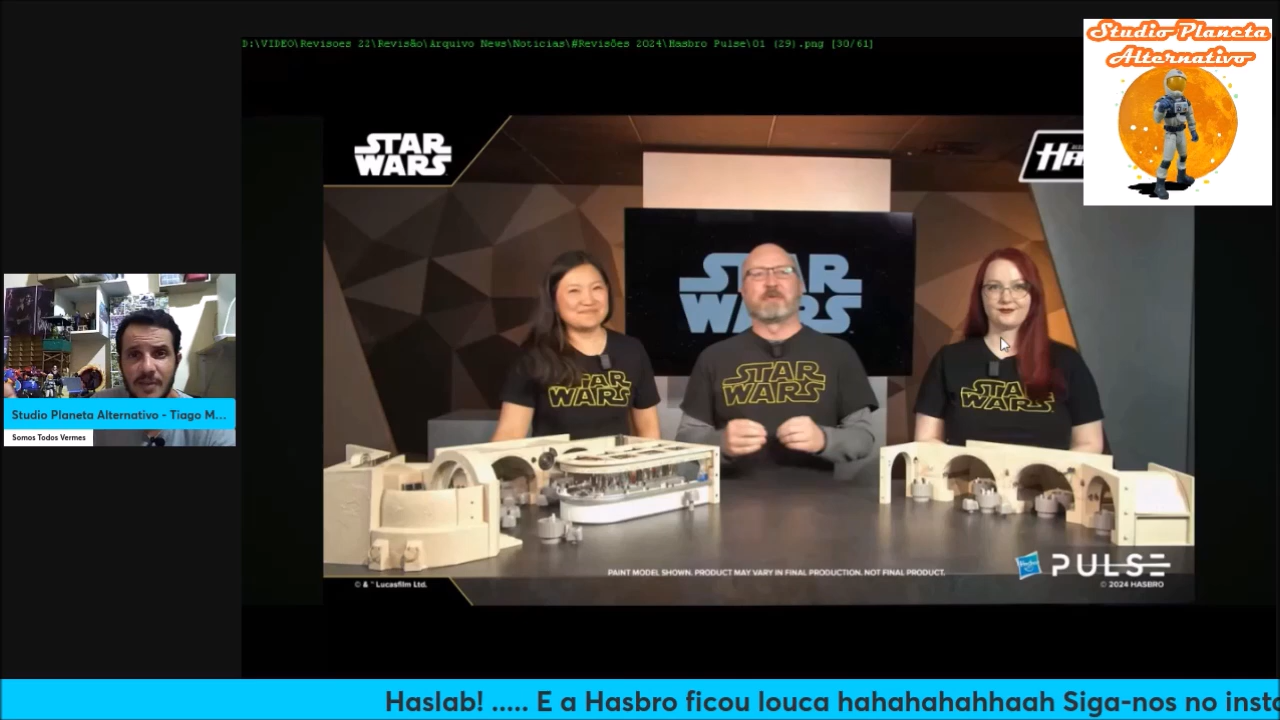 D:\VIDEO\Revisoes 22\Revisão\Arquivo News\Noticias\#Revisões 2024\Hasbro Pulse\01 (29).png [30/61]
Studio Planeta
Alternativo
STAR
WARS
STAR
WARS
STAR
WARS
STAR
WARS
STAR
WARS
Studio Planeta Alternativo - Tiago M...
Somos Todos Vermes
PAINT MODEL SHOWN. PRODUCT MAY VARY IN FINAL PRODUCTION. NOT FINAL PRODUCT.
Hasbro
PULSE
© & ™ Lucasfilm Ltd.
© 2024 HASBRO
Haslab! ..... E a Hasbro ficou louca hahahahahhaah Siga-nos no insta